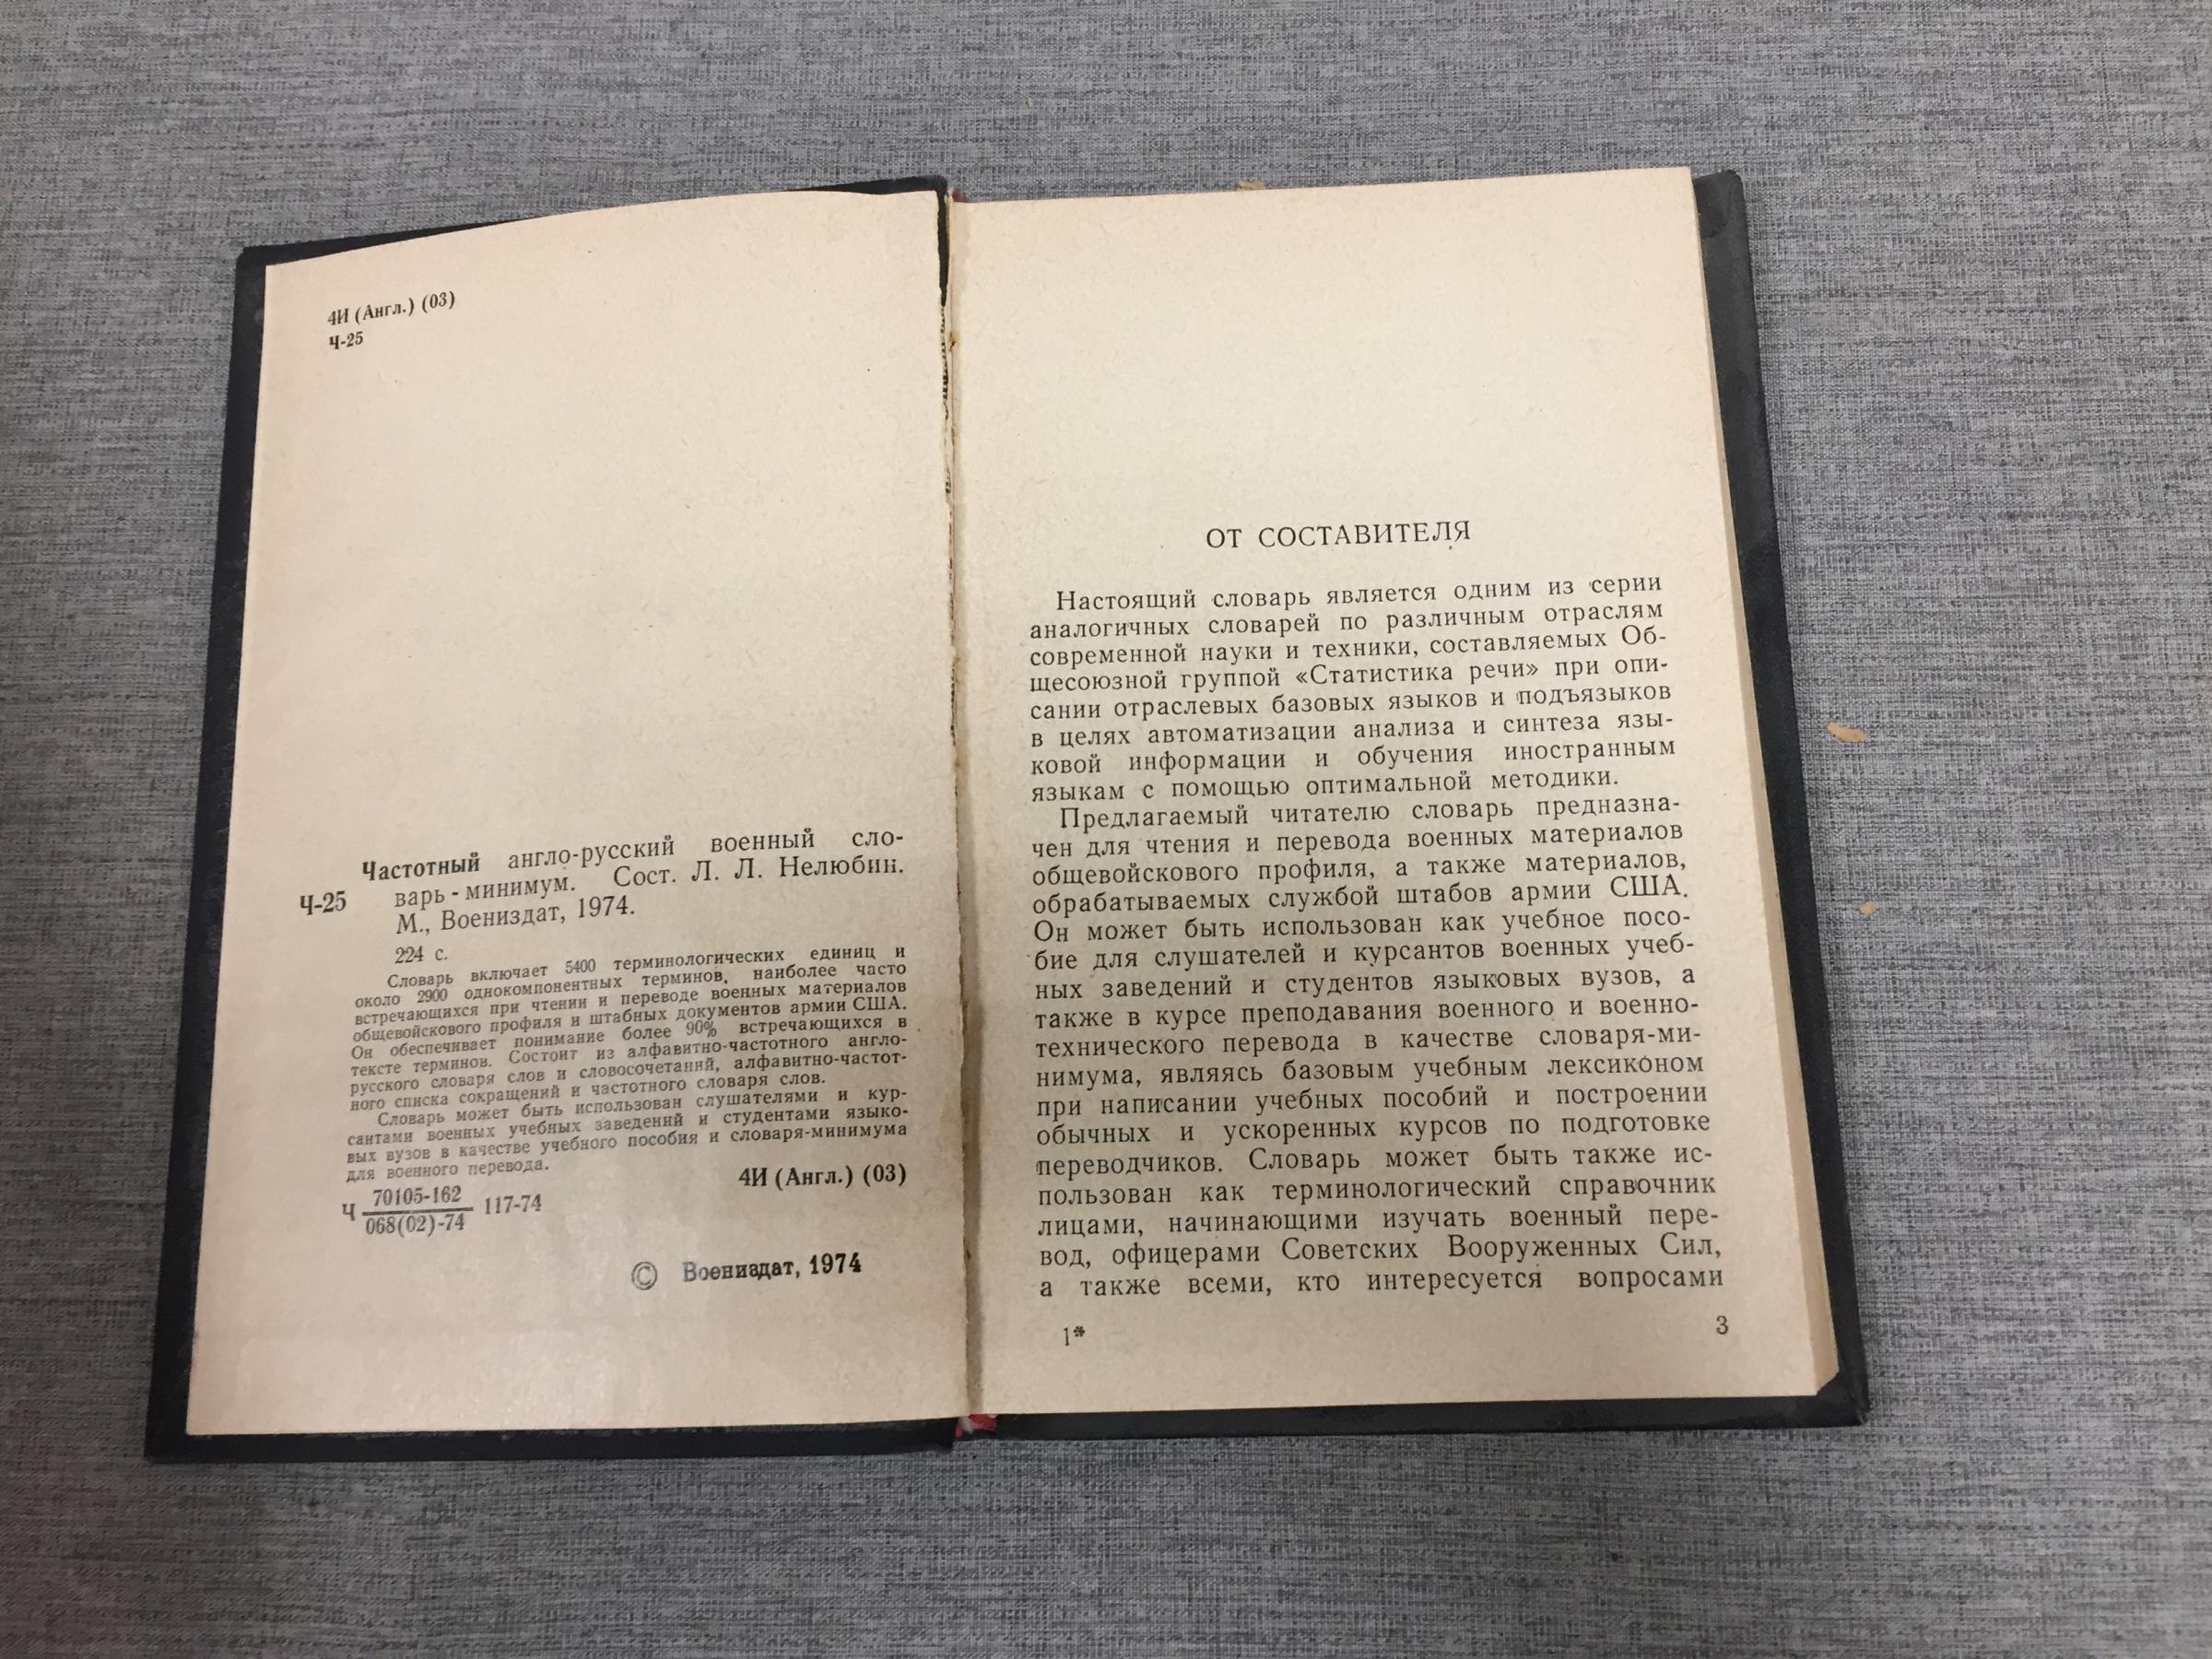 4И (Англ.) (03)
Ч-25
Частотный англо-русский военный сло-
Ч-25 варь - минимум. Сост. Л. Л. Нелюбин.
М., Воениздат, 1974.
224 с.
Словарь включает 5400 терминологических единиц и
около 2900 однокомпонентных терминов, наиболее часто
встречающихся при чтении и переводе военных материалов
общевойскового профиля и штабных документов армии США.
Он обеспечивает понимание более 90% встречающихся в
тексте терминов. Состоит из алфавитно-частотного англо-
русского словаря слов и словосочетаний, алфавитно-частот-
ного списка сокращений и частотного словаря слов.
Словарь может быть использован слушателями и кур-
сантами военных учебных заведений и студентами языко-
вых вузов в качестве учебного пособия и словаря-минимума
для военного перевода.
4И (Англ.) (03)
70105-162
Ч 117-74
068(02)-74
© Воениздат, 1974
ОТ СОСТАВИТЕЛЯ
Настоящий словарь является одним из серии
аналогичных словарей по различным отраслям
современной науки и техники, составляемых Об-
щесоюзной группой «Статистика речи» при опи-
сании отраслевых базовых языков и подъязыков
в целях автоматизации анализа и синтеза язы-
ковой информации и обучения иностранным
языкам с помощью оптимальной методики.
Предлагаемый читателю словарь предназна-
чен для чтения и перевода военных материалов
общевойскового профиля, а также материалов,
обрабатываемых службой штабов армии США.
Он может быть использован как учебное посо-
бие для слушателей и курсантов военных учеб-
ных заведений и студентов языковых вузов, а
также в курсе преподавания военного и военно-
технического перевода в качестве словаря-ми-
нимума, являясь базовым учебным лексиконом
при написании учебных пособий и построении
обычных и ускоренных курсов по подготовке
переводчиков. Словарь может быть также ис-
пользован как терминологический справочник
лицами, начинающими изучать военный пере-
вод, офицерами Советских Вооруженных Сил,
а также всеми, кто интересуется вопросами
1*
3